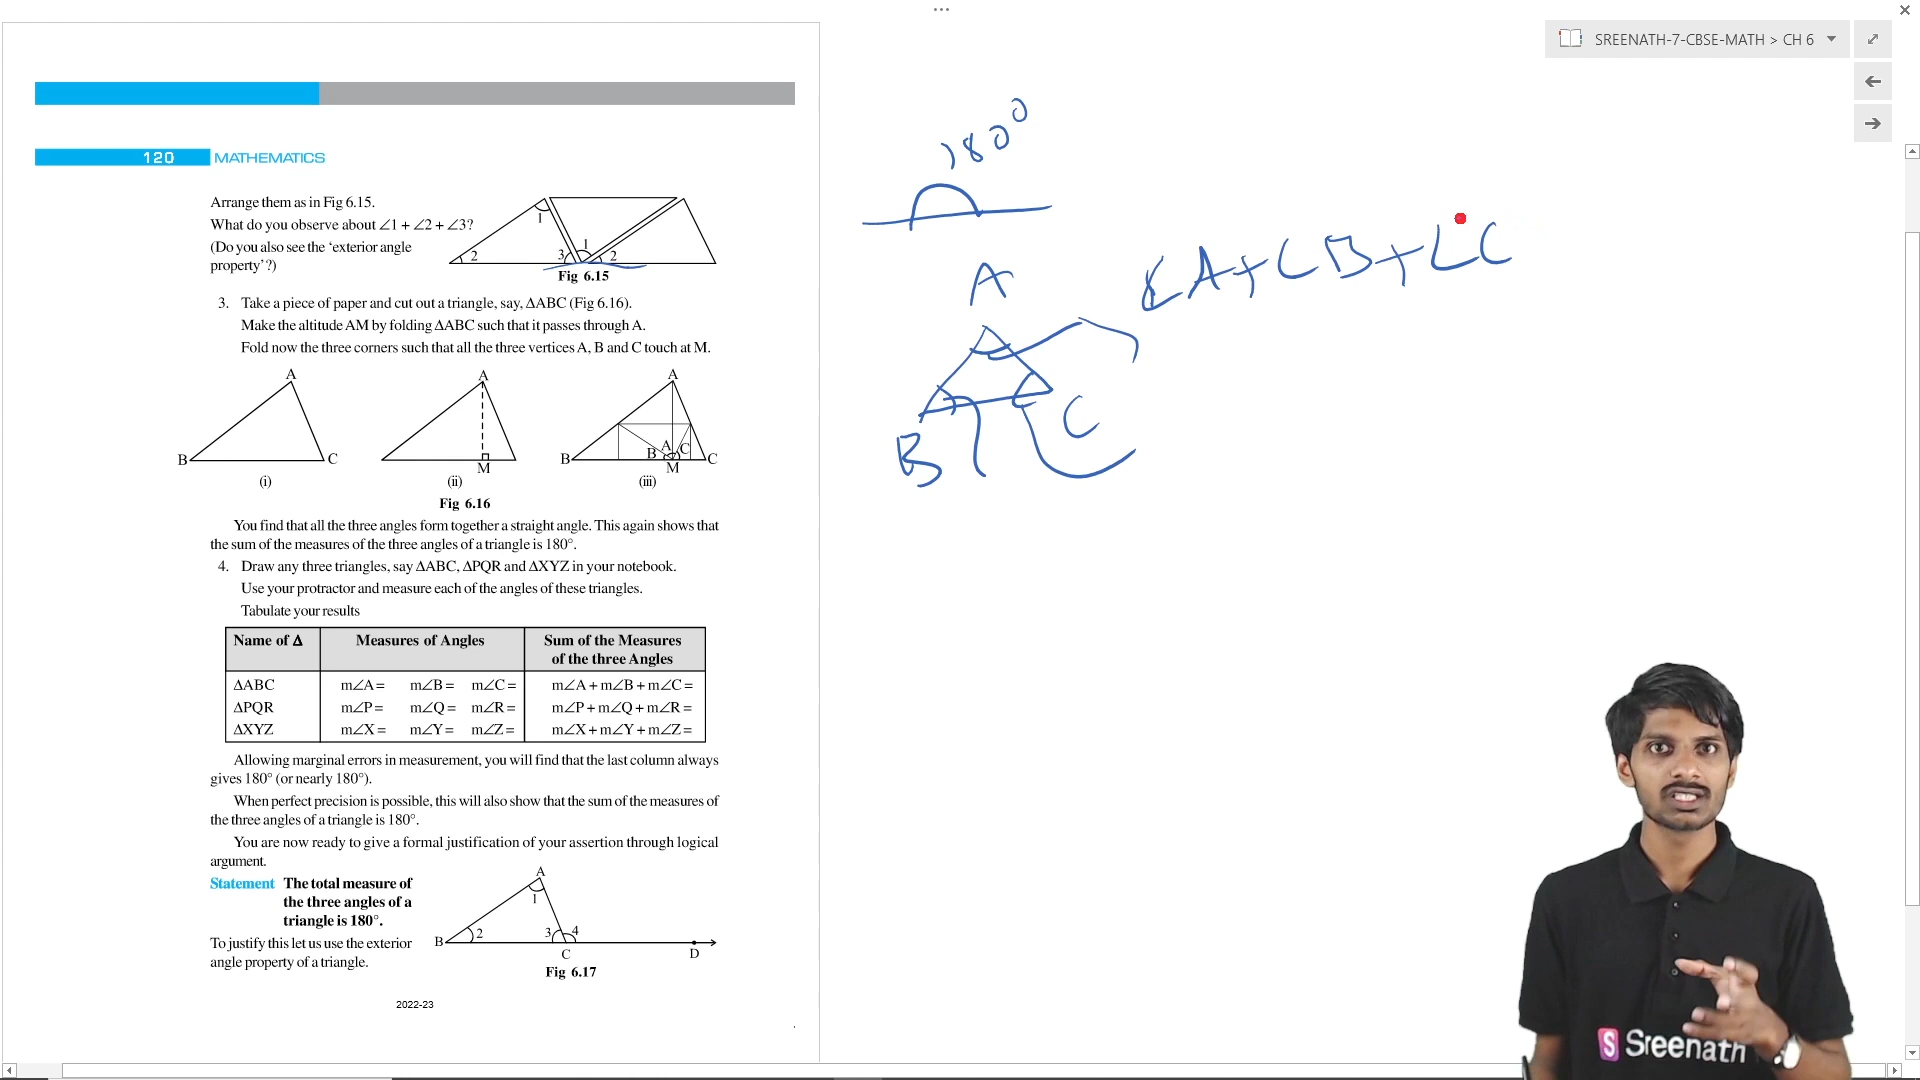 ...
SREENATH-7-CBSE-MATH > CH 6
120 MATHEMATICS
Arrange them as in Fig 6.15.
What do you observe about ∠1 + ∠2 + ∠3?
(Do you also see the ‘exterior angle
property’?)
1
2
3
1
2
Fig 6.15
3. Take a piece of paper and cut out a triangle, say, ΔABC (Fig 6.16).
Make the altitude AM by folding ΔABC such that it passes through A.
Fold now the three corners such that all the three vertices A, B and C touch at M.
A
B C
(i)
A
M
(ii)
A
B B A C C
M
(iii)
Fig 6.16
You find that all the three angles form together a straight angle. This again shows that
the sum of the measures of the three angles of a triangle is 180°.
4. Draw any three triangles, say ΔABC, ΔPQR and ΔXYZ in your notebook.
Use your protractor and measure each of the angles of these triangles.
Tabulate your results
Name of Δ Measures of Angles Sum of the Measures
of the three Angles
ΔABC m∠A = m∠B = m∠C = m∠A + m∠B + m∠C =
ΔPQR m∠P = m∠Q = m∠R = m∠P + m∠Q + m∠R =
ΔXYZ m∠X = m∠Y = m∠Z = m∠X + m∠Y + m∠Z =
Allowing marginal errors in measurement, you will find that the last column always
gives 180° (or nearly 180°).
When perfect precision is possible, this will also show that the sum of the measures of
the three angles of a triangle is 180°.
You are now ready to give a formal justification of your assertion through logical
argument.
Statement The total measure of
the three angles of a
triangle is 180°.
To justify this let us use the exterior
angle property of a triangle.
A
1
B 2 3 4
C D
Fig 6.17
2022-23
180°
A
B
C
∠A+∠B+∠C
S Sreenath